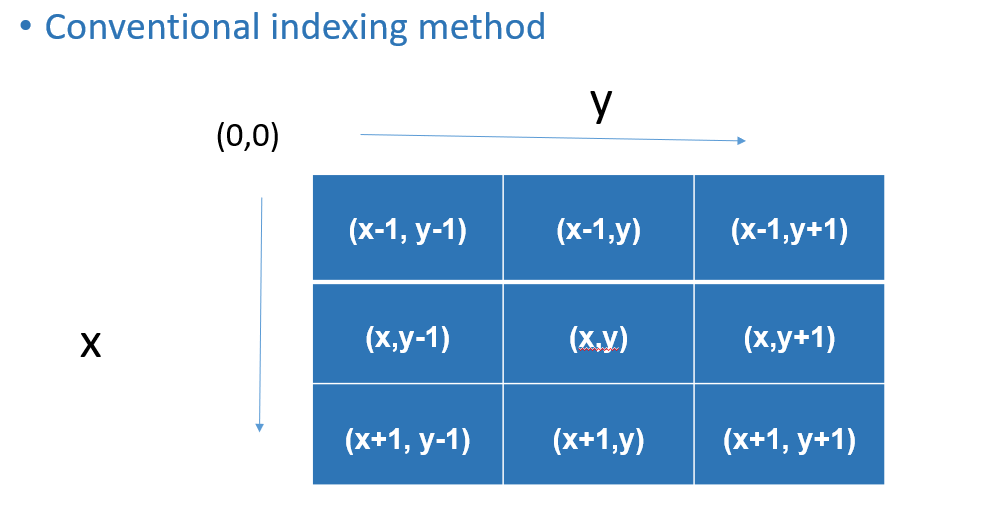 • Conventional indexing method
y
(0,0)
(x-1, y-1) (x-1,y) (x-1,y+1)
x (x,y-1) (x,y) (x,y+1)
(x+1, y-1) (x+1,y) (x+1, y+1)